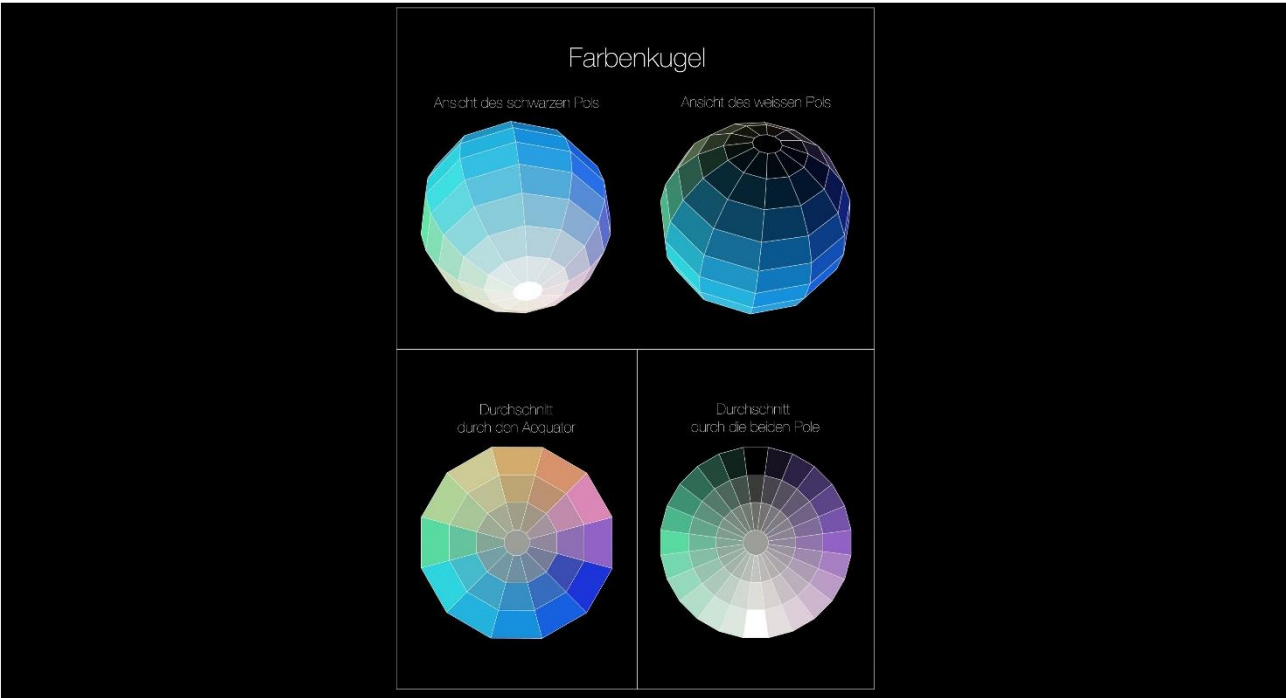 Farbenkugel
Ansicht des schwarzen Pols
Ansicht des weissen Pols
Durchschnitt
durch den Aequator
Durchschnitt
durch die beiden Pole